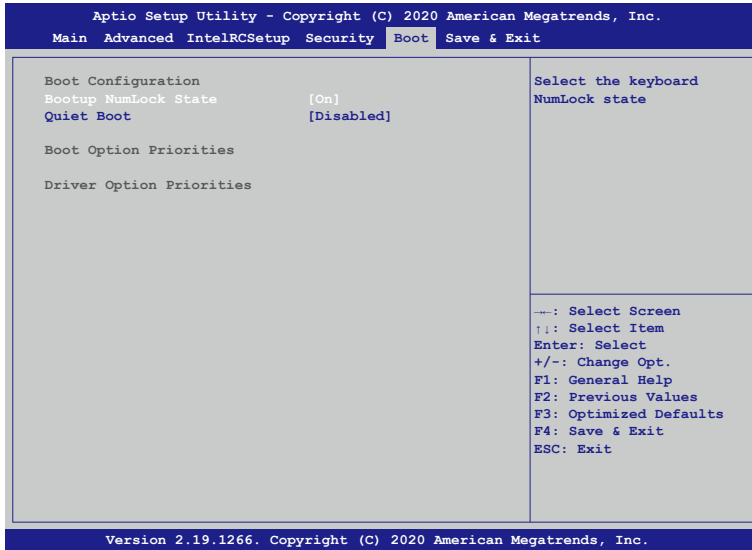 Aptio Setup Utility - Copyright (C) 2020 American Megatrends, Inc.
Main Advanced IntelRCSetup Security Boot Save & Exit
Boot Configuration
Bootup NumLock State [On]
Quiet Boot [Disabled]
Boot Option Priorities
Driver Option Priorities
Select the keyboard
NumLock state
→←: Select Screen
↑↓: Select Item
Enter: Select
+/-: Change Opt.
F1: General Help
F2: Previous Values
F3: Optimized Defaults
F4: Save & Exit
ESC: Exit
Version 2.19.1266. Copyright (C) 2020 American Megatrends, Inc.